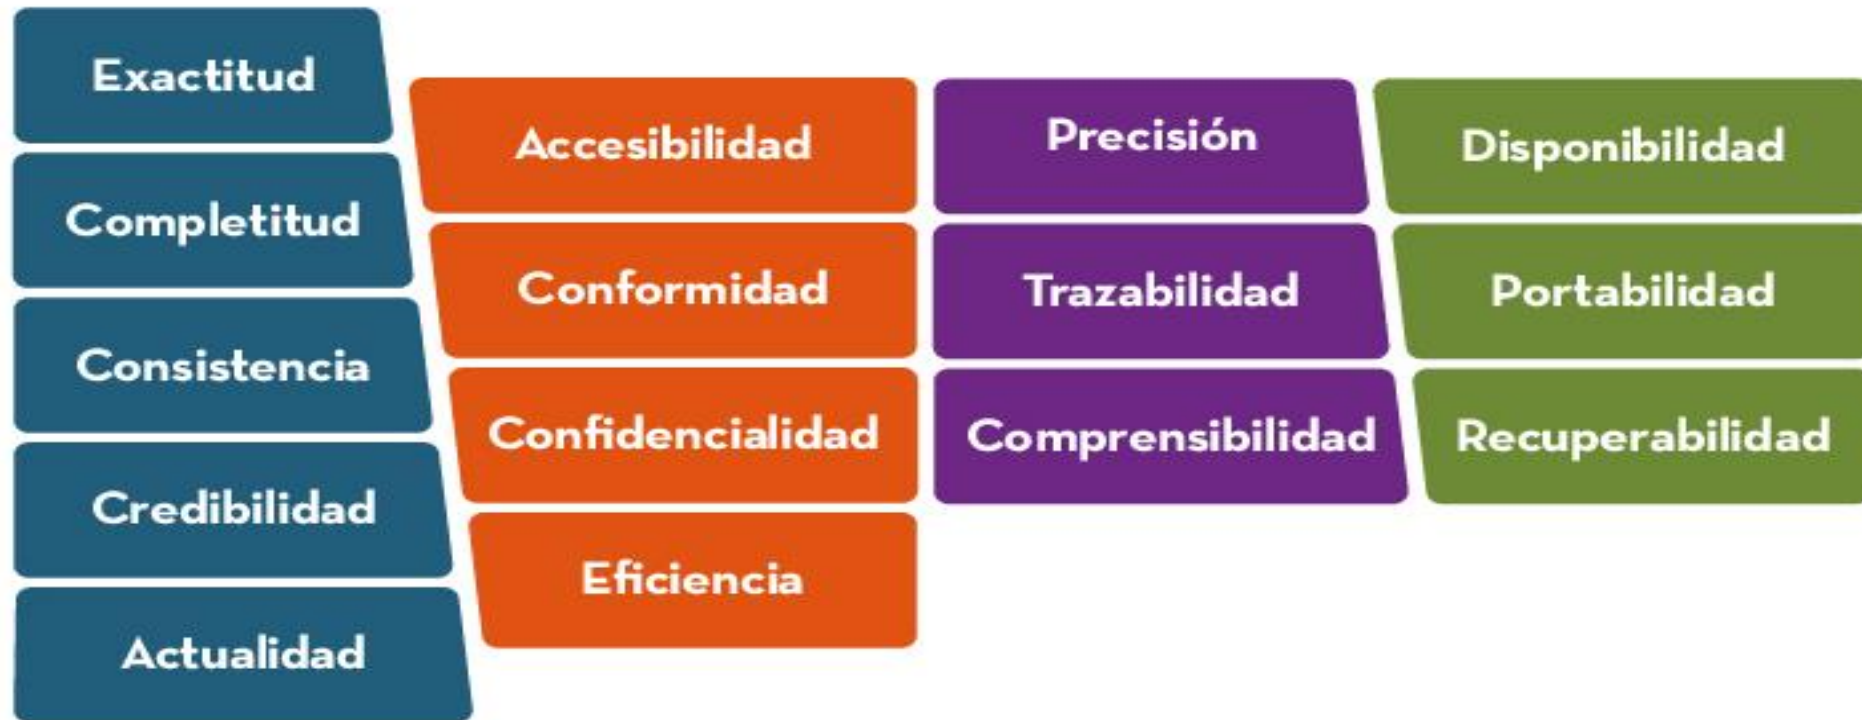 Exactitud
Completitud
Consistencia
Credibilidad
Actualidad
Accesibilidad
Conformidad
Confidencialidad
Eficiencia
Precisión
Trazabilidad
Comprensibilidad
Disponibilidad
Portabilidad
Recuperabilidad